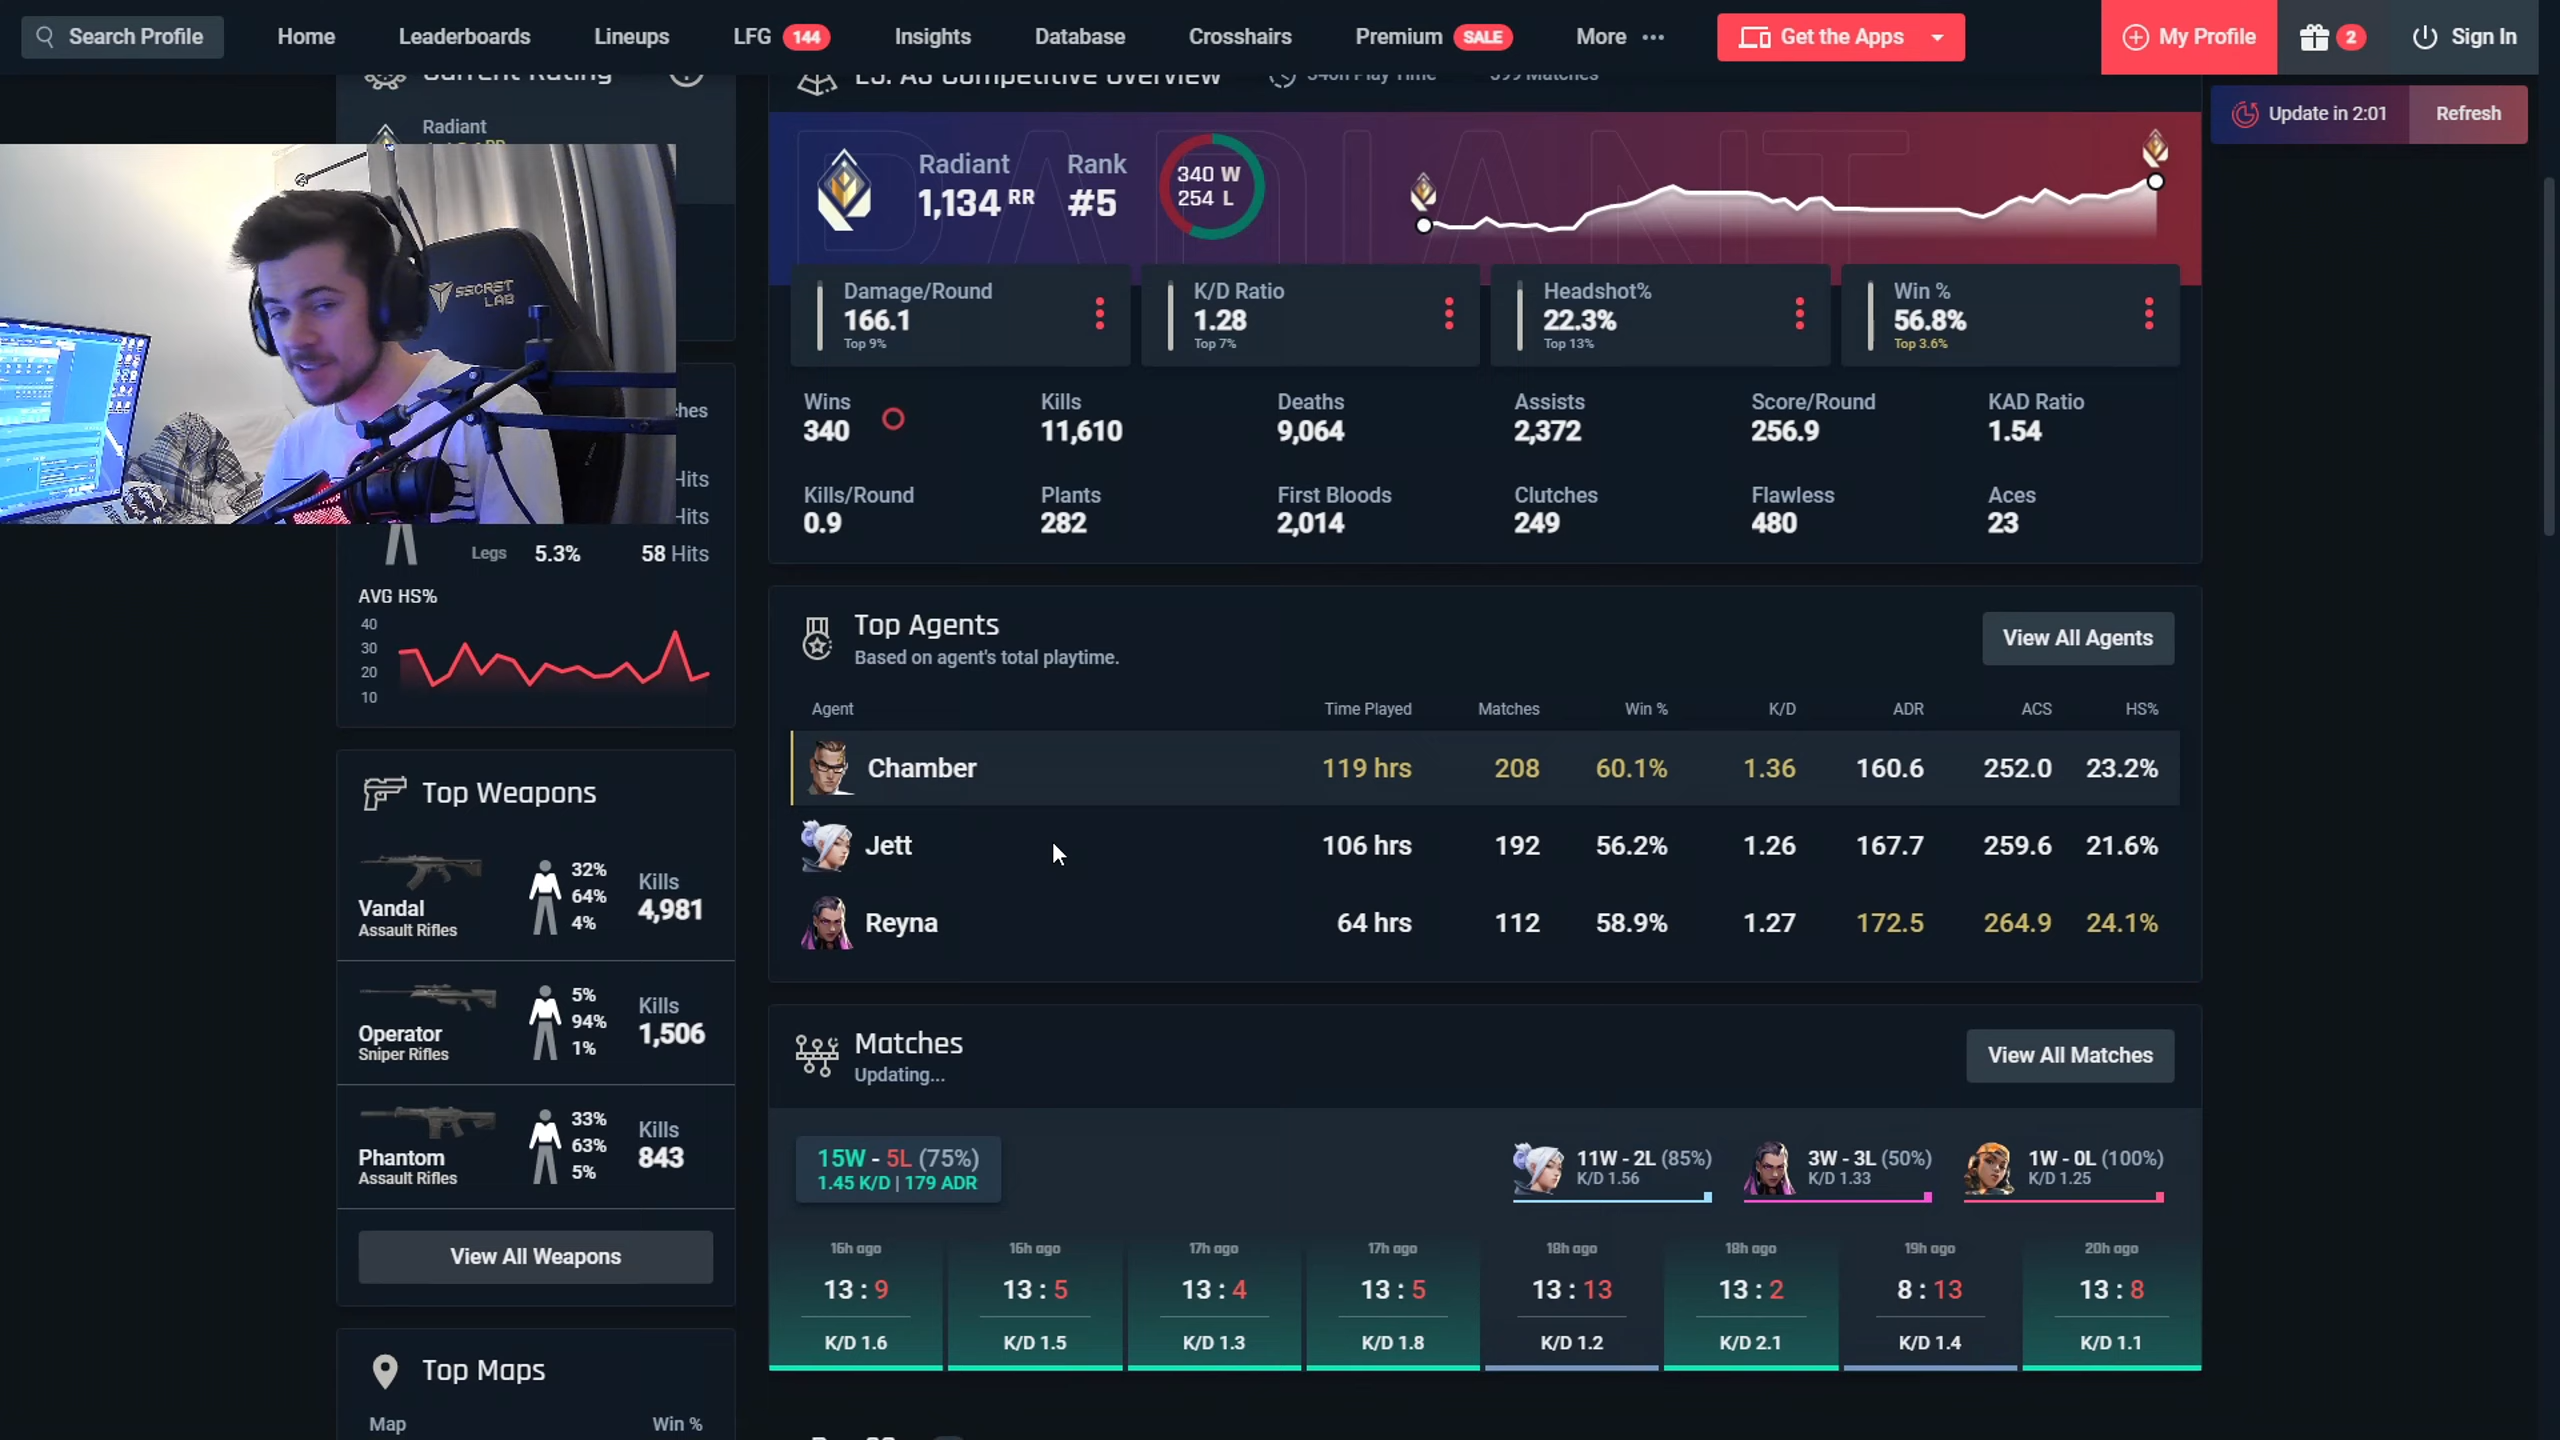 Search Profile
Home
Leaderboards
Lineups
LFG 144
Insights
Database
Crosshairs
Premium SALE
More
Get the Apps
My Profile
2
Sign In
Current Rating
Radiant
E5: A3 Competitive Overview
Matches
Update in 2:01
Refresh
RADIANT
Radiant
1,134 RR
Rank
#5
340 W
254 L
Damage/Round
166.1
Top 9%
K/D Ratio
1.28
Top 7%
Headshot%
22.3%
Top 13%
Win %
56.8%
Top 3.6%
Wins
340
Kills
11,610
Deaths
9,064
Assists
2,372
Score/Round
256.9
KAD Ratio
1.54
Kills/Round
0.9
Plants
282
First Bloods
2,014
Clutches
249
Flawless
480
Aces
23
SECRET
LAB
Hits
Hits
Legs 5.3% 58 Hits
AVG HS%
40
30
20
10
Top Weapons
Vandal
Assault Rifles
32%
64%
4%
Kills
4,981
Operator
Sniper Rifles
5%
94%
1%
Kills
1,506
Phantom
Assault Rifles
33%
63%
5%
Kills
843
View All Weapons
Top Maps
Map Win %
Top Agents
Based on agent's total playtime.
View All Agents
Agent Time Played Matches Win % K/D ADR ACS HS%
Chamber 119 hrs 208 60.1% 1.36 160.6 252.0 23.2%
Jett 106 hrs 192 56.2% 1.26 167.7 259.6 21.6%
Reyna 64 hrs 112 58.9% 1.27 172.5 264.9 24.1%
Matches
Updating...
View All Matches
15W - 5L (75%)
1.45 K/D | 179 ADR
11W - 2L (85%)
K/D 1.56
3W - 3L (50%)
K/D 1.33
1W - 0L (100%)
K/D 1.25
16h ago
13 : 9
K/D 1.6
16h ago
13 : 5
K/D 1.5
17h ago
13 : 4
K/D 1.3
17h ago
13 : 5
K/D 1.8
18h ago
13 : 13
K/D 1.2
18h ago
13 : 2
K/D 2.1
19h ago
8 : 13
K/D 1.4
20h ago
13 : 8
K/D 1.1